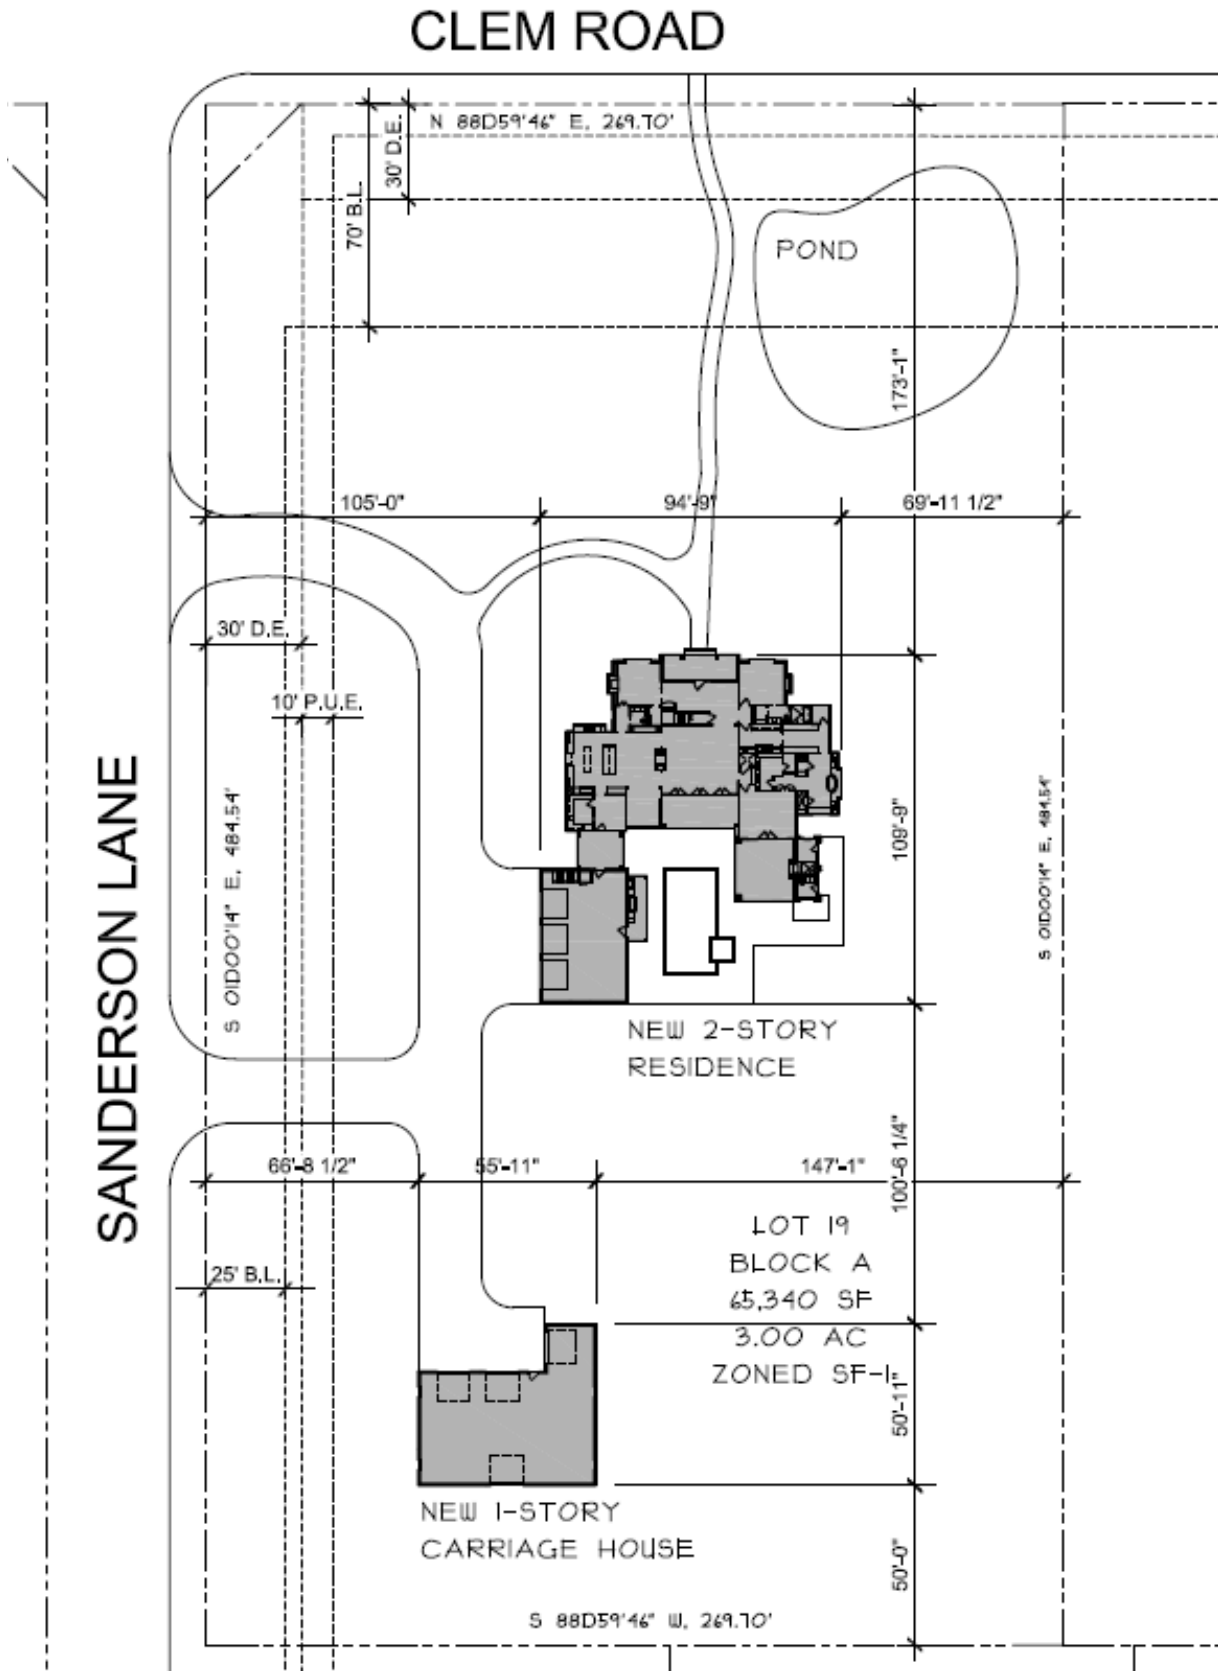 CLEM ROAD
N 88D59'46" E, 269.70'
30' D.E.
70' B.L.
POND
173'-1"
105'-0"
94'-9"
69'-11 1/2"
30' D.E.
10' P.U.E.
SANDERSON LANE
S 01D00'14" E, 484.54'
109'-9"
S 01D00'14" E, 484.54'
NEW 2-STORY
RESIDENCE
66'-8 1/2"
55'-11"
147'-1"
100'-6 1/4"
LOT 19
BLOCK A
65,340 SF
3.00 AC
ZONED SF-1
25' B.L.
50'-11"
NEW 1-STORY
CARRIAGE HOUSE
50'-0"
S 88D59'46" W, 269.70'